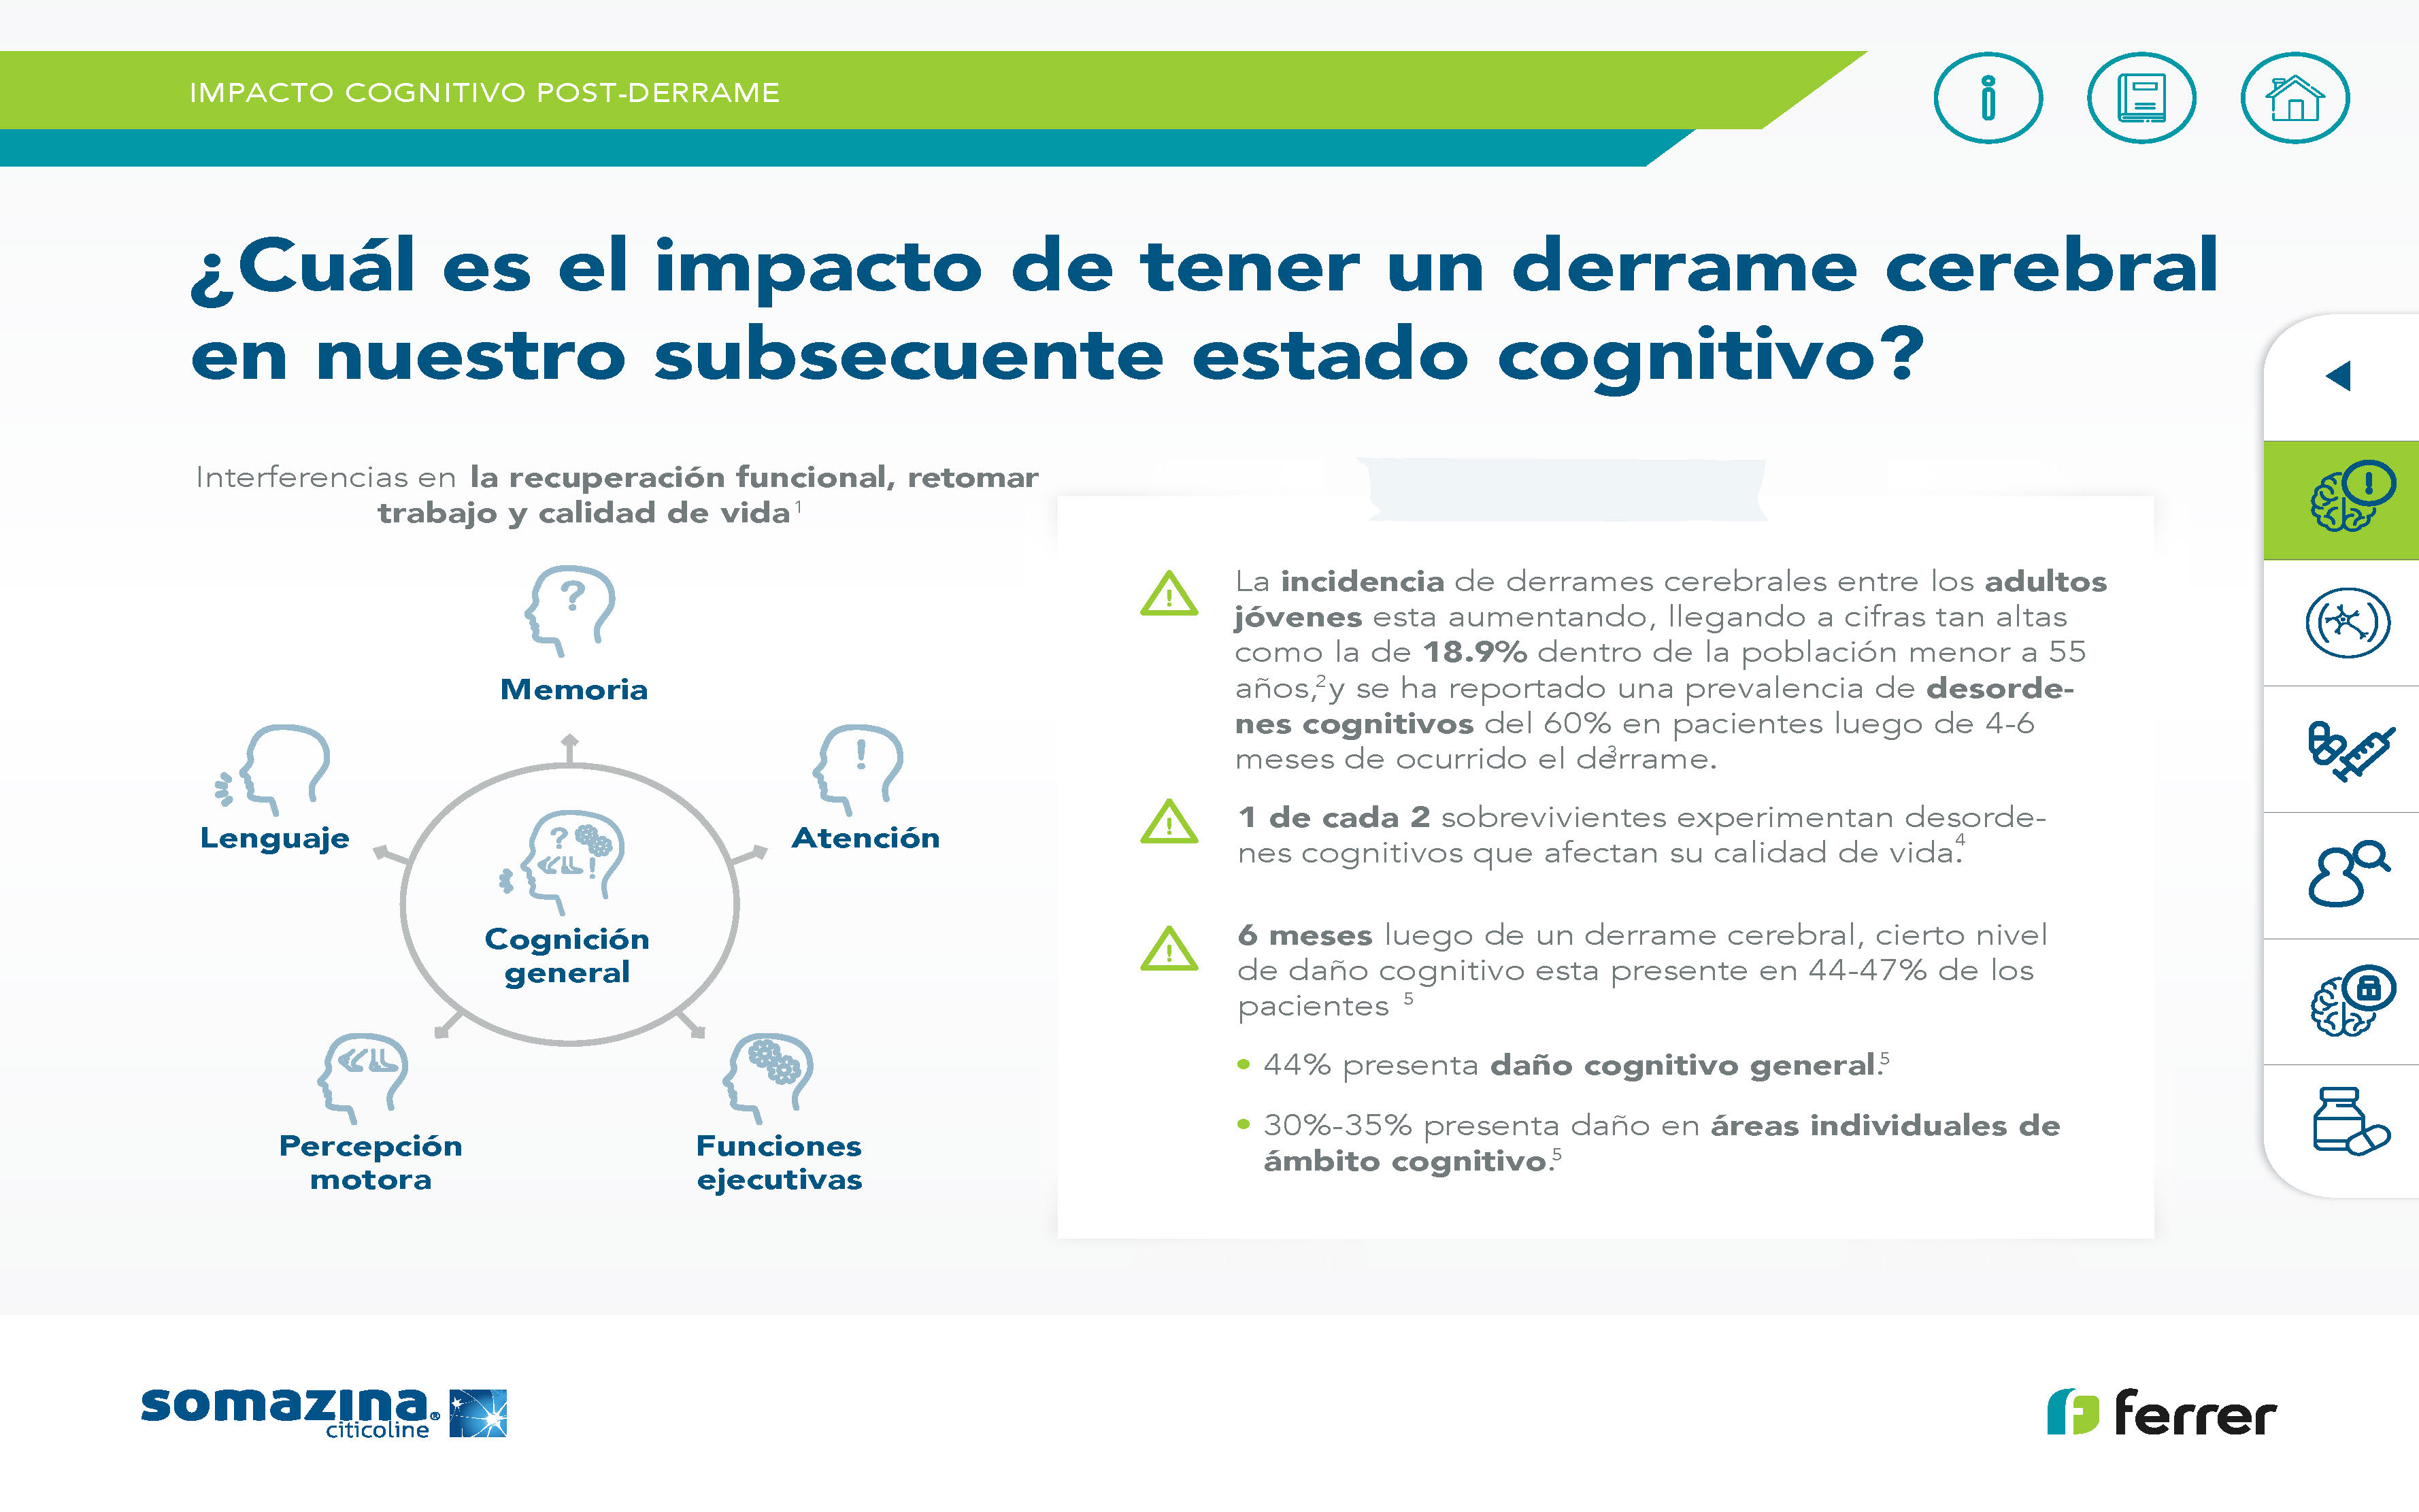 IMPACTO COGNITIVO POST-DERRAME
¿Cuál es el impacto de tener un derrame cerebral
en nuestro subsecuente estado cognitivo?
Interferencias en la recuperación funcional, retomar
trabajo y calidad de vida¹
Memoria
Lenguaje
Atención
Cognición
general
Percepción
motora
Funciones
ejecutivas
La incidencia de derrames cerebrales entre los adultos
jóvenes esta aumentando, llegando a cifras tan altas
como la de 18.9% dentro de la población menor a 55
años,² y se ha reportado una prevalencia de desorde-
nes cognitivos del 60% en pacientes luego de 4-6
meses de ocurrido el derrame.³
1 de cada 2 sobrevivientes experimentan desorde-
nes cognitivos que afectan su calidad de vida.⁴
6 meses luego de un derrame cerebral, cierto nivel
de daño cognitivo esta presente en 44-47% de los
pacientes ⁵
• 44% presenta daño cognitivo general.⁵
• 30%-35% presenta daño en áreas individuales de
ámbito cognitivo.⁵
somazina®
citicoline
ferrer